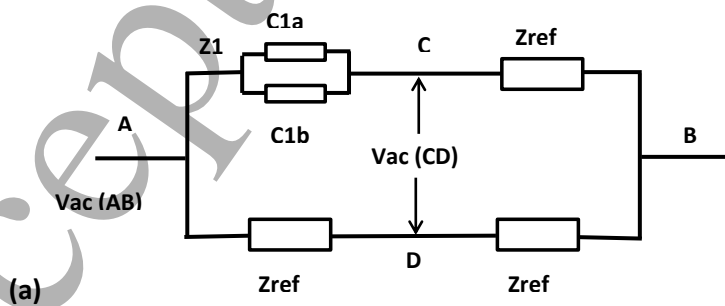 C1a
Z1
C
Zref
A
C1b
B
Vac (CD)
Vac (AB)
D
(a)
Zref
Zref